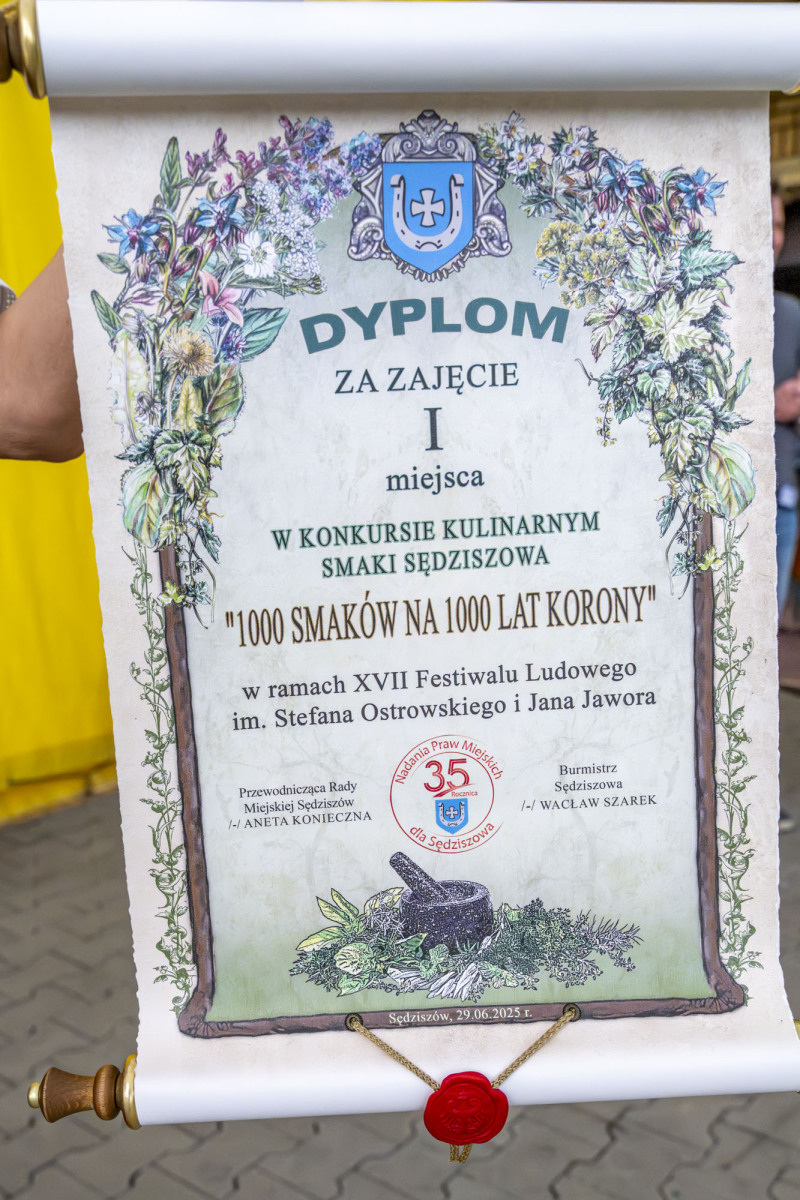 DYPLOM
ZA ZAJĘCIE
I
miejsca
W KONKURSIE KULINARNYM
SMAKI SĘDZISZOWA
"1000 SMAKÓW NA 1000 LAT KORONY"
w ramach XVII Festiwalu Ludowego
im. Stefana Ostrowskiego i Jana Jawora
Przewodnicząca Rady
Miejskiej Sędziszów
/-/ ANETA KONIECZNA
Nadania Praw Miejskich
35
Rocznica
dla Sędziszowa
Burmistrz
Sędziszowa
/-/ WACŁAW SZAREK
Sędziszów, 29.06.2025 r.